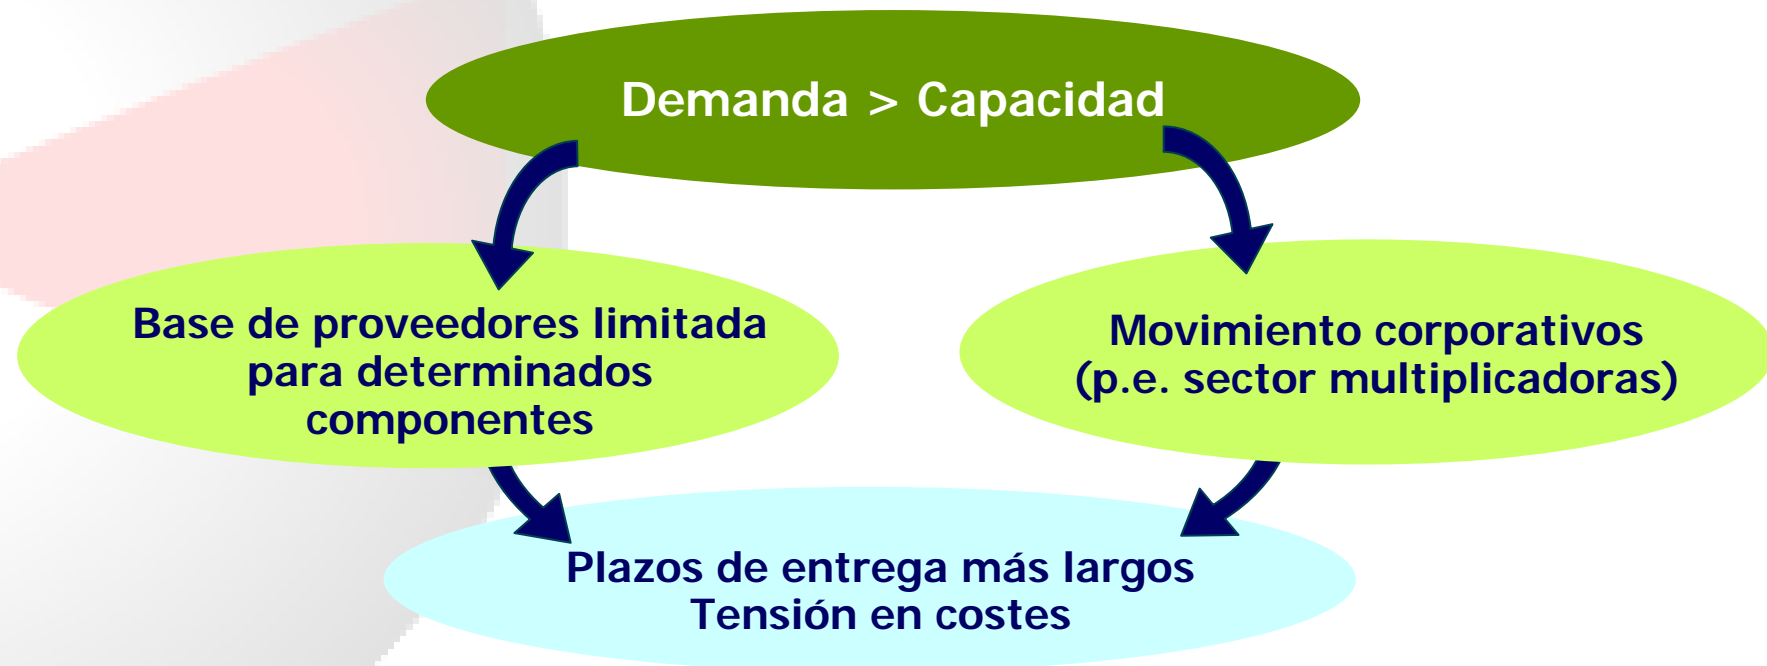 Demanda > Capacidad
Base de proveedores limitada
para determinados
componentes
Movimiento corporativos
(p.e. sector multiplicadoras)
Plazos de entrega más largos
Tensión en costes